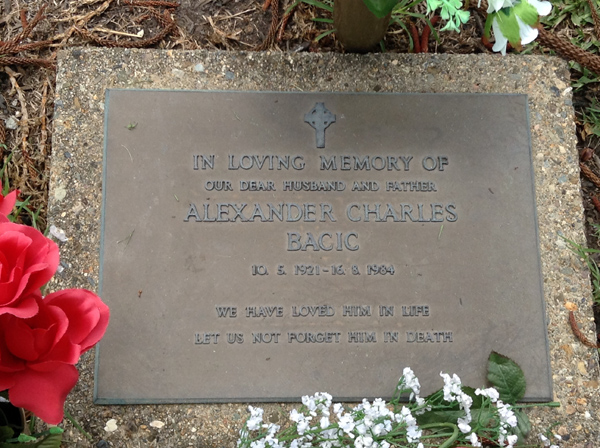 IN LOVING MEMORY OF
OUR DEAR HUSBAND AND FATHER
ALEXANDER CHARLES
BACIC
10. 5. 1921 - 16. 9. 1984
WE HAVE LOVED HIM IN LIFE
LET US NOT FORGET HIM IN DEATH